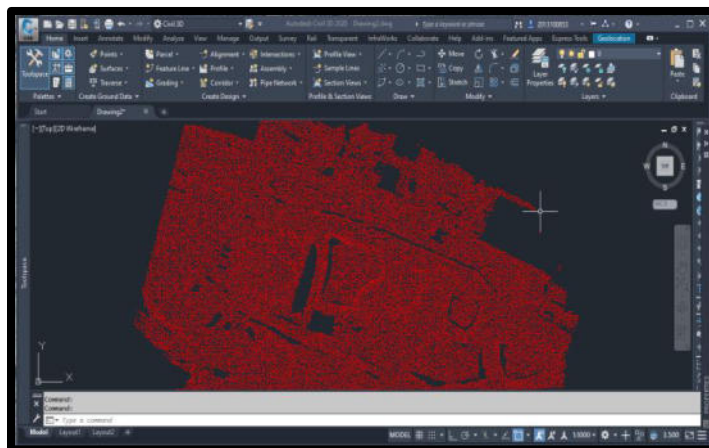 Civil 3D
Autodesk Civil 3D 2020 Drawing2.dwg
Type a keyword or phrase
Home Insert Annotate Modify Analyze View Manage Output Survey Rail Transparent InfraWorks Collaborate Help Add-ins Express Tools Featured Apps Geolocation
Toolspace
Points
Surfaces
Traverse
Parcel
Feature Line
Grading
Alignment
Profile
Corridor
Intersections
Assembly
Pipe Network
Profile View
Sample Lines
Section Views
Move
Copy
Stretch
Layer
Properties
Paste
Palettes Create Ground Data Create Design Profile & Section Views Draw Modify Layers Clipboard
Start Drawing2*
[-][Top][2D Wireframe]
N
E
S
Toolspace
Y
X
Command:
Command:
Type a command
Model Layout1 Layout2 MODEL 1:1000 3.500